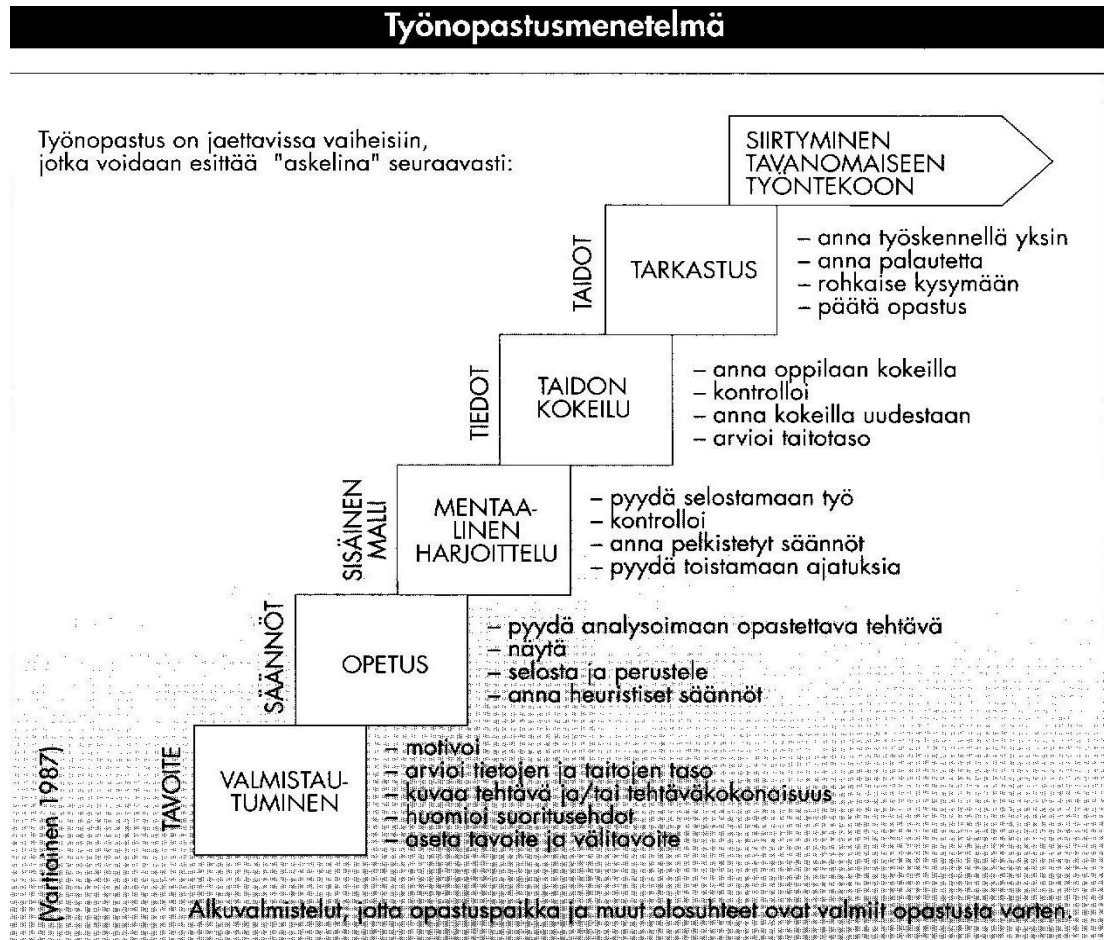 Työnopastusmenetelmä
Työnopastus on jaettavissa vaiheisiin,
jotka voidaan esittää "askelina" seuraavasti:
SIIRTYMINEN
TAVANOMAISEEN
TYÖNTEKOON
TAIDOT
TARKASTUS
– anna työskennellä yksin
– anna palautetta
– rohkaise kysymään
– päätä opastus
TIEDOT
TAIDON
KOKEILU
– anna oppilaan kokeilla
– kontrolloi
– anna kokeilla uudestaan
– arvioi taitotaso
SISÄINEN
MALLI
MENTAA-
LINEN
HARJOITTELU
– pyydä selostamaan työ
– kontrolloi
– anna pelkistetyt säännöt
– pyydä toistamaan ajatuksia
SÄÄNNÖT
OPETUS
– pyydä analysoimaan opastettava tehtävä
– näytä
– selosta ja perustele
– anna heuristiset säännöt
TAVOITE
VALMISTAU-
TUMINEN
– motivoi
– arvioi tietojen ja taitojen taso
– kuvaa tehtävä ja/tai tehtäväkokonaisuus
– huomioi suoritusehdot
– aseta tavoite ja välitavoite
(Vartiainen 1987)
Alkuvalmistelut, jotta opastuspaikka ja muut olosuhteet ovat valmiit opastusta varten.